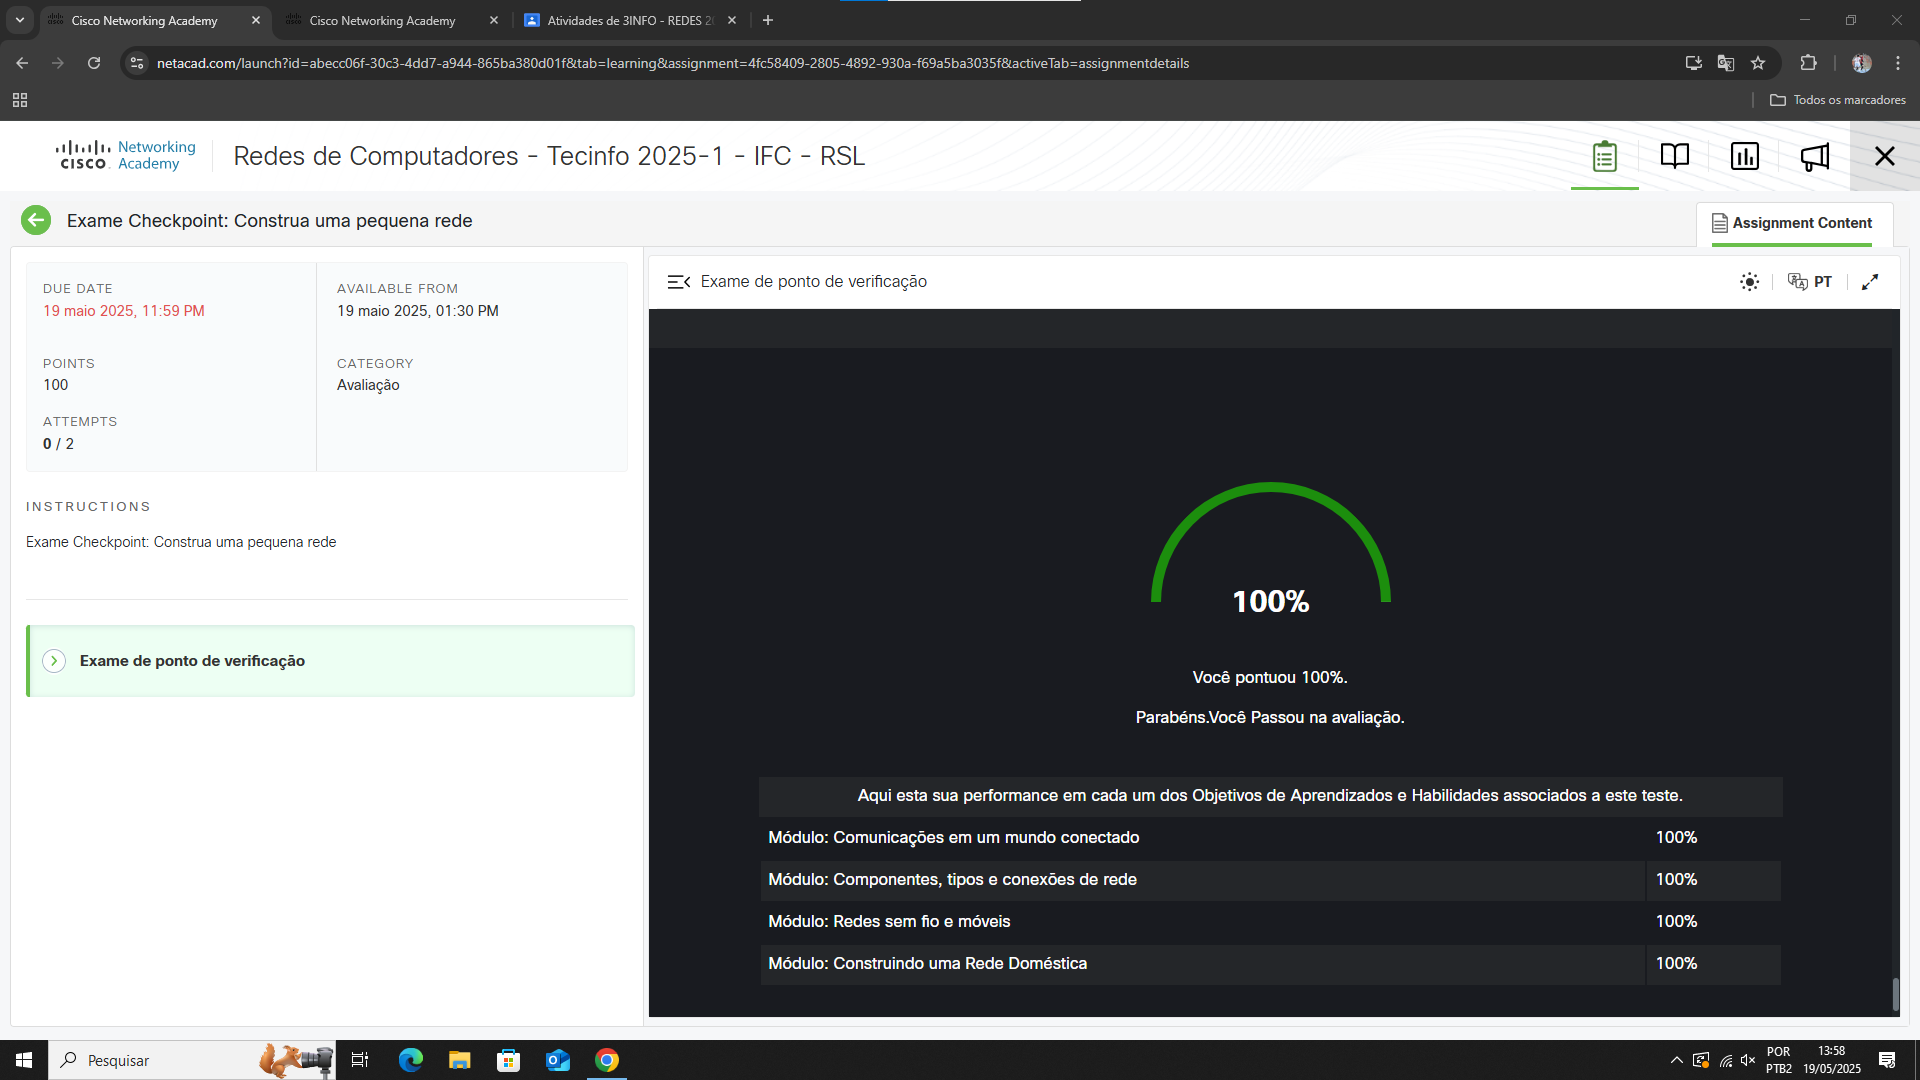 Cisco Networking Academy
Cisco Networking Academy
Atividades de 3INFO - REDES 20
netacad.com/launch?id=abecc06f-30c3-4dd7-a944-865ba380d01f&tab=learning&assignment=4fc58409-2805-4892-930a-f69a5ba3035f&activeTab=assignmentdetails
Todos os marcadores
CISCO Networking Academy
Redes de Computadores - Tecinfo 2025-1 - IFC - RSL
Exame Checkpoint: Construa uma pequena rede
Assignment Content
DUE DATE
19 maio 2025, 11:59 PM
AVAILABLE FROM
19 maio 2025, 01:30 PM
POINTS
100
CATEGORY
Avaliação
ATTEMPTS
0 / 2
INSTRUCTIONS
Exame Checkpoint: Construa uma pequena rede
Exame de ponto de verificação
Exame de ponto de verificação
PT
100%
Você pontuou 100%.
Parabéns.Você Passou na avaliação.
Aqui esta sua performance em cada um dos Objetivos de Aprendizados e Habilidades associados a este teste.
Módulo: Comunicações em um mundo conectado 100%
Módulo: Componentes, tipos e conexões de rede 100%
Módulo: Redes sem fio e móveis 100%
Módulo: Construindo uma Rede Doméstica 100%
Pesquisar
POR
PTB2
13:58
19/05/2025